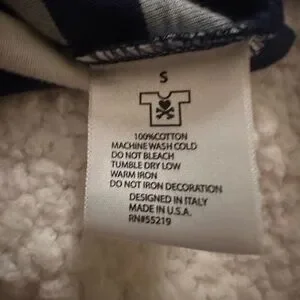 S
100%COTTON
MACHINE WASH COLD
DO NOT BLEACH
TUMBLE DRY LOW
WARM IRON
DO NOT IRON DECORATION
DESIGNED IN ITALY
MADE IN U.S.A.
RN#55219